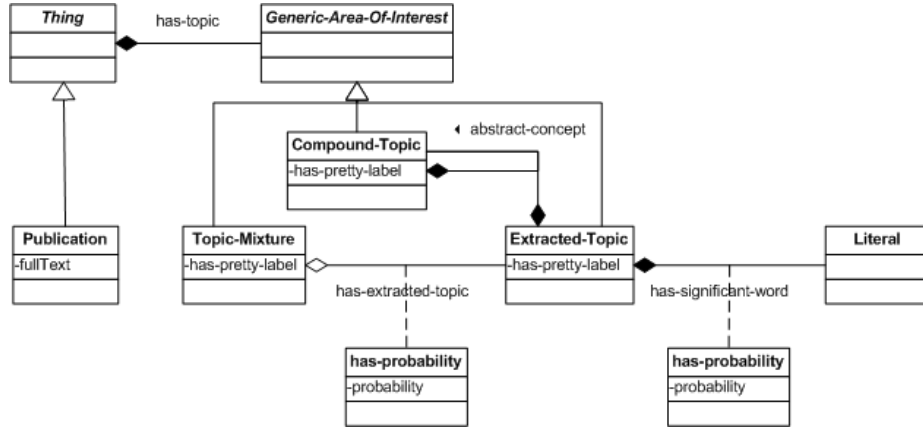 Thing
has-topic
Generic-Area-Of-Interest
abstract-concept
Compound-Topic
-has-pretty-label
Publication
-fullText
Topic-Mixture
-has-pretty-label
Extracted-Topic
-has-pretty-label
Literal
has-extracted-topic
has-significant-word
has-probability
-probability
has-probability
-probability